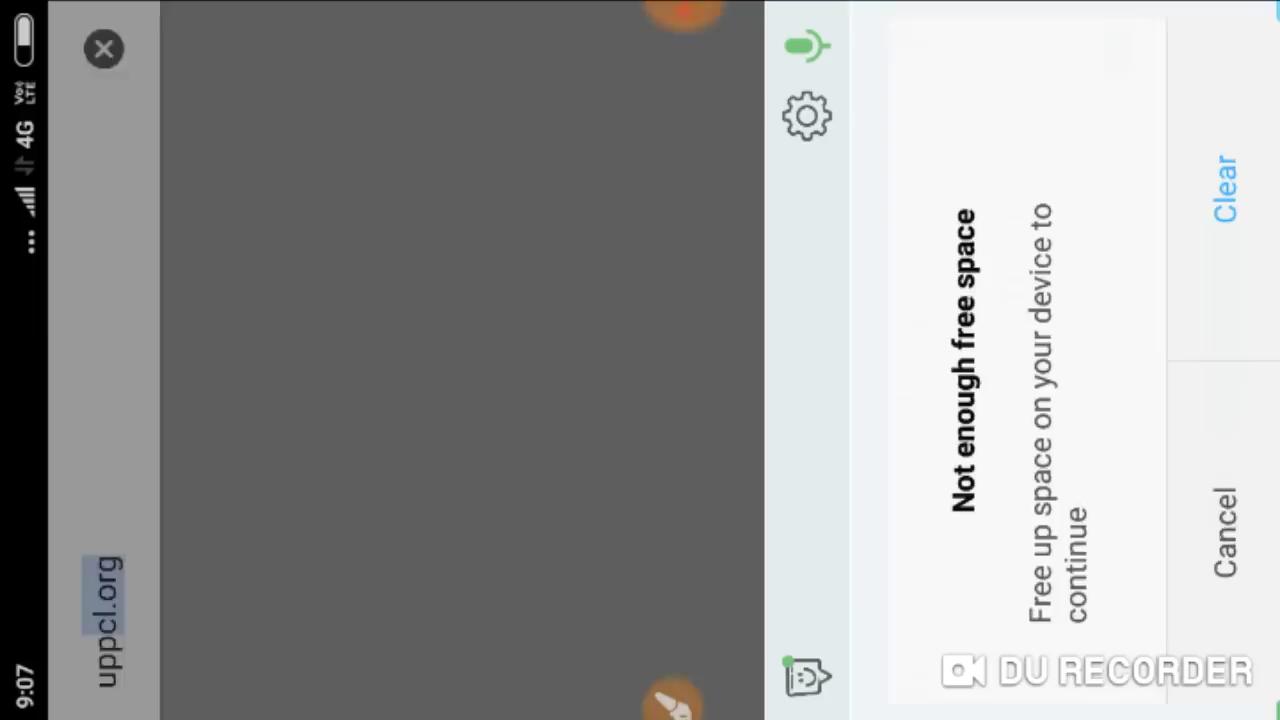 9:07
... 4G Vo) LTE
uppcl.org
Not enough free space
Free up space on your device to
continue
Cancel
Clear
DU RECORDER